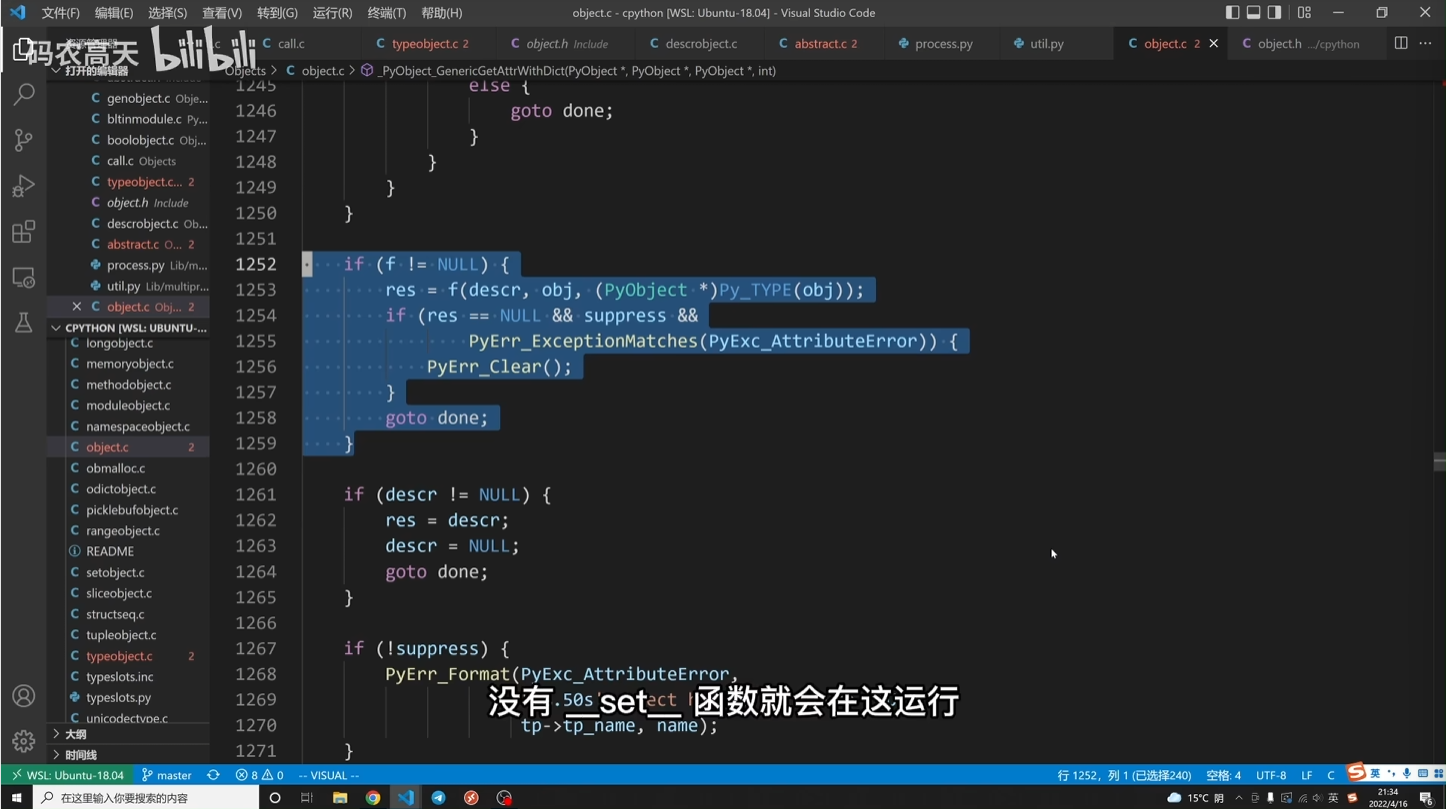 文件(F) 编辑(E) 选择(S) 查看(V) 转到(G) 运行(R) 终端(T) 帮助(H)
object.c - cpython [WSL: Ubuntu-18.04] - Visual Studio Code
码农高天 bilibili
call.c
typeobject.c 2
object.h Include
descrobject.c
abstract.c 2
process.py
util.py
object.c 2
object.h .../cpython
打开的编辑器
Objects > object.c > _PyObject_GenericGetAttrWithDict(PyObject *, PyObject *, PyObject *, int)
genobject.c Obje...
bltinmodule.c Py...
boolobject.c Obj...
call.c Objects
typeobject.c... 2
object.h Include
descrobject.c Ob...
abstract.c O... 2
process.py Lib/m...
util.py Lib/multipr...
object.c Obj... 2
CPYTHON [WSL: UBUNTU-...
longobject.c
memoryobject.c
methodobject.c
moduleobject.c
namespaceobject.c
object.c 2
obmalloc.c
odictobject.c
picklebufobject.c
rangeobject.c
README
setobject.c
sliceobject.c
structseq.c
tupleobject.c
typeobject.c 2
typeslots.inc
typeslots.py
unicodectype.c
大纲
时间线
1245 else {
1246 goto done;
1247 }
1248 }
1249 }
1250 }
1251
1252 if (f != NULL) {
1253 res = f(descr, obj, (PyObject *)Py_TYPE(obj));
1254 if (res == NULL && suppress &&
1255 PyErr_ExceptionMatches(PyExc_AttributeError)) {
1256 PyErr_Clear();
1257 }
1258 goto done;
1259 }
1260
1261 if (descr != NULL) {
1262 res = descr;
1263 descr = NULL;
1264 goto done;
1265 }
1266
1267 if (!suppress) {
1268 PyErr_Format(PyExc_AttributeError,
1269 .50s
1270 tp->tp_name, name);
1271 }
没有 __set__ 函数就会在这运行
WSL: Ubuntu-18.04 master 8 0 -- VISUAL --
行 1252，列 1 (已选择240) 空格: 4 UTF-8 LF C 英
在这里输入你要搜索的内容
15°C 阴 英 21:34
2022/4/16 6